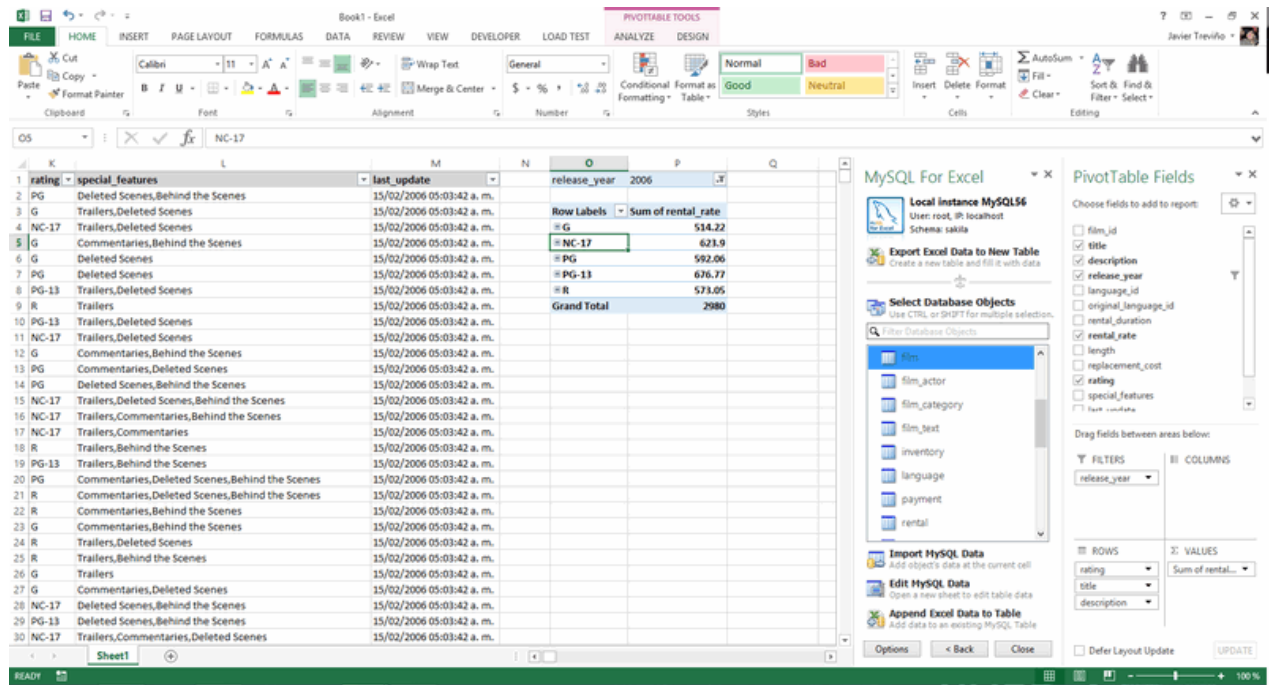 Book1 - Excel
PIVOTTABLE TOOLS
FILE HOME INSERT PAGE LAYOUT FORMULAS DATA REVIEW VIEW DEVELOPER LOAD TEST ANALYZE DESIGN
Javier Treviño
Paste
Cut
Copy
Format Painter
Clipboard
Calibri 11
B I U
Font
Wrap Text
Merge & Center
Alignment
General
$ % ,
Number
Conditional Formatting
Format as Table
Normal Bad
Good Neutral
Styles
Insert Delete Format
Cells
AutoSum
Fill
Clear
Sort & Filter
Find & Select
Editing
O5 fx NC-17
K L M N O P Q
1 rating special_features last_update release_year 2006
2 PG Deleted Scenes,Behind the Scenes 15/02/2006 05:03:42 a. m.
3 G Trailers,Deleted Scenes 15/02/2006 05:03:42 a. m. Row Labels Sum of rental_rate
4 NC-17 Trailers,Deleted Scenes 15/02/2006 05:03:42 a. m. G 514.22
5 G Commentaries,Behind the Scenes 15/02/2006 05:03:42 a. m. NC-17 623.9
6 G Deleted Scenes 15/02/2006 05:03:42 a. m. PG 592.06
7 PG Deleted Scenes 15/02/2006 05:03:42 a. m. PG-13 676.77
8 PG-13 Trailers,Deleted Scenes 15/02/2006 05:03:42 a. m. R 573.05
9 R Trailers 15/02/2006 05:03:42 a. m. Grand Total 2980
10 PG-13 Trailers,Deleted Scenes 15/02/2006 05:03:42 a. m.
11 NC-17 Trailers,Deleted Scenes 15/02/2006 05:03:42 a. m.
12 G Commentaries,Behind the Scenes 15/02/2006 05:03:42 a. m.
13 PG Commentaries,Deleted Scenes 15/02/2006 05:03:42 a. m.
14 PG Deleted Scenes,Behind the Scenes 15/02/2006 05:03:42 a. m.
15 NC-17 Trailers,Deleted Scenes,Behind the Scenes 15/02/2006 05:03:42 a. m.
16 NC-17 Trailers,Commentaries,Behind the Scenes 15/02/2006 05:03:42 a. m.
17 NC-17 Trailers,Commentaries 15/02/2006 05:03:42 a. m.
18 R Trailers,Behind the Scenes 15/02/2006 05:03:42 a. m.
19 PG-13 Trailers,Behind the Scenes 15/02/2006 05:03:42 a. m.
20 PG Commentaries,Deleted Scenes,Behind the Scenes 15/02/2006 05:03:42 a. m.
21 R Commentaries,Deleted Scenes,Behind the Scenes 15/02/2006 05:03:42 a. m.
22 R Commentaries,Behind the Scenes 15/02/2006 05:03:42 a. m.
23 G Commentaries,Behind the Scenes 15/02/2006 05:03:42 a. m.
24 R Trailers,Deleted Scenes 15/02/2006 05:03:42 a. m.
25 R Trailers,Behind the Scenes 15/02/2006 05:03:42 a. m.
26 G Trailers 15/02/2006 05:03:42 a. m.
27 G Commentaries,Deleted Scenes 15/02/2006 05:03:42 a. m.
28 NC-17 Deleted Scenes,Behind the Scenes 15/02/2006 05:03:42 a. m.
29 PG-13 Deleted Scenes,Behind the Scenes 15/02/2006 05:03:42 a. m.
30 NC-17 Trailers,Commentaries,Deleted Scenes 15/02/2006 05:03:42 a. m.
Sheet1
READY
100 %
MySQL For Excel
Local instance MySQL56
User: root, IP: localhost
Schema: sakila
Export Excel Data to New Table
Create a new table and fill it with data
Select Database Objects
Use CTRL or SHIFT for multiple selection.
Filter Database Objects
film
film_actor
film_category
film_text
inventory
language
payment
rental
Import MySQL Data
Add object's data at the current cell
Edit MySQL Data
Open a new sheet to edit table data
Append Excel Data to Table
Add data to an existing MySQL Table
Options < Back Close
PivotTable Fields
Choose fields to add to report:
film_id
title
description
release_year
language_id
original_language_id
rental_duration
rental_rate
length
replacement_cost
rating
special_features
last_update
Drag fields between areas below:
FILTERS COLUMNS
release_year
ROWS Σ VALUES
rating Sum of rental...
title
description
Defer Layout Update UPDATE